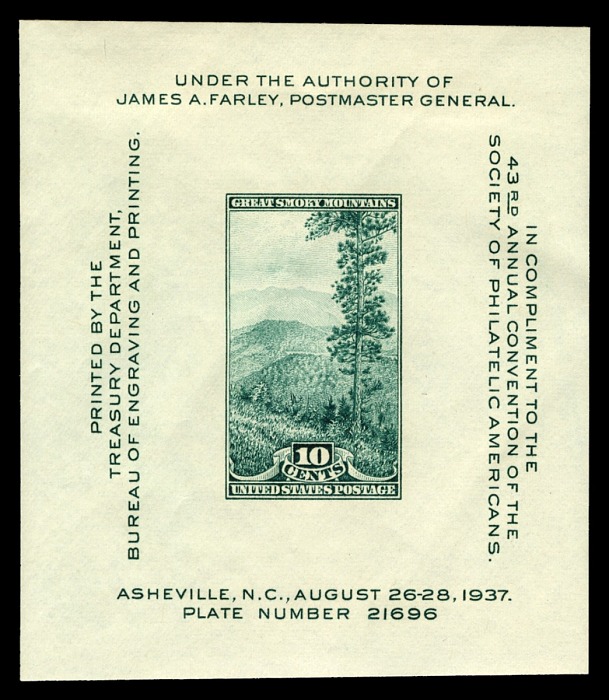 UNDER THE AUTHORITY OF
JAMES A. FARLEY, POSTMASTER GENERAL.
PRINTED BY THE
TREASURY DEPARTMENT,
BUREAU OF ENGRAVING AND PRINTING.
GREAT SMOKY MOUNTAINS
10
CENTS
UNITED STATES POSTAGE
IN COMPLIMENT TO THE
43RD ANNUAL CONVENTION OF THE
SOCIETY OF PHILATELIC AMERICANS.
ASHEVILLE, N.C., AUGUST 26-28, 1937.
PLATE NUMBER 21696